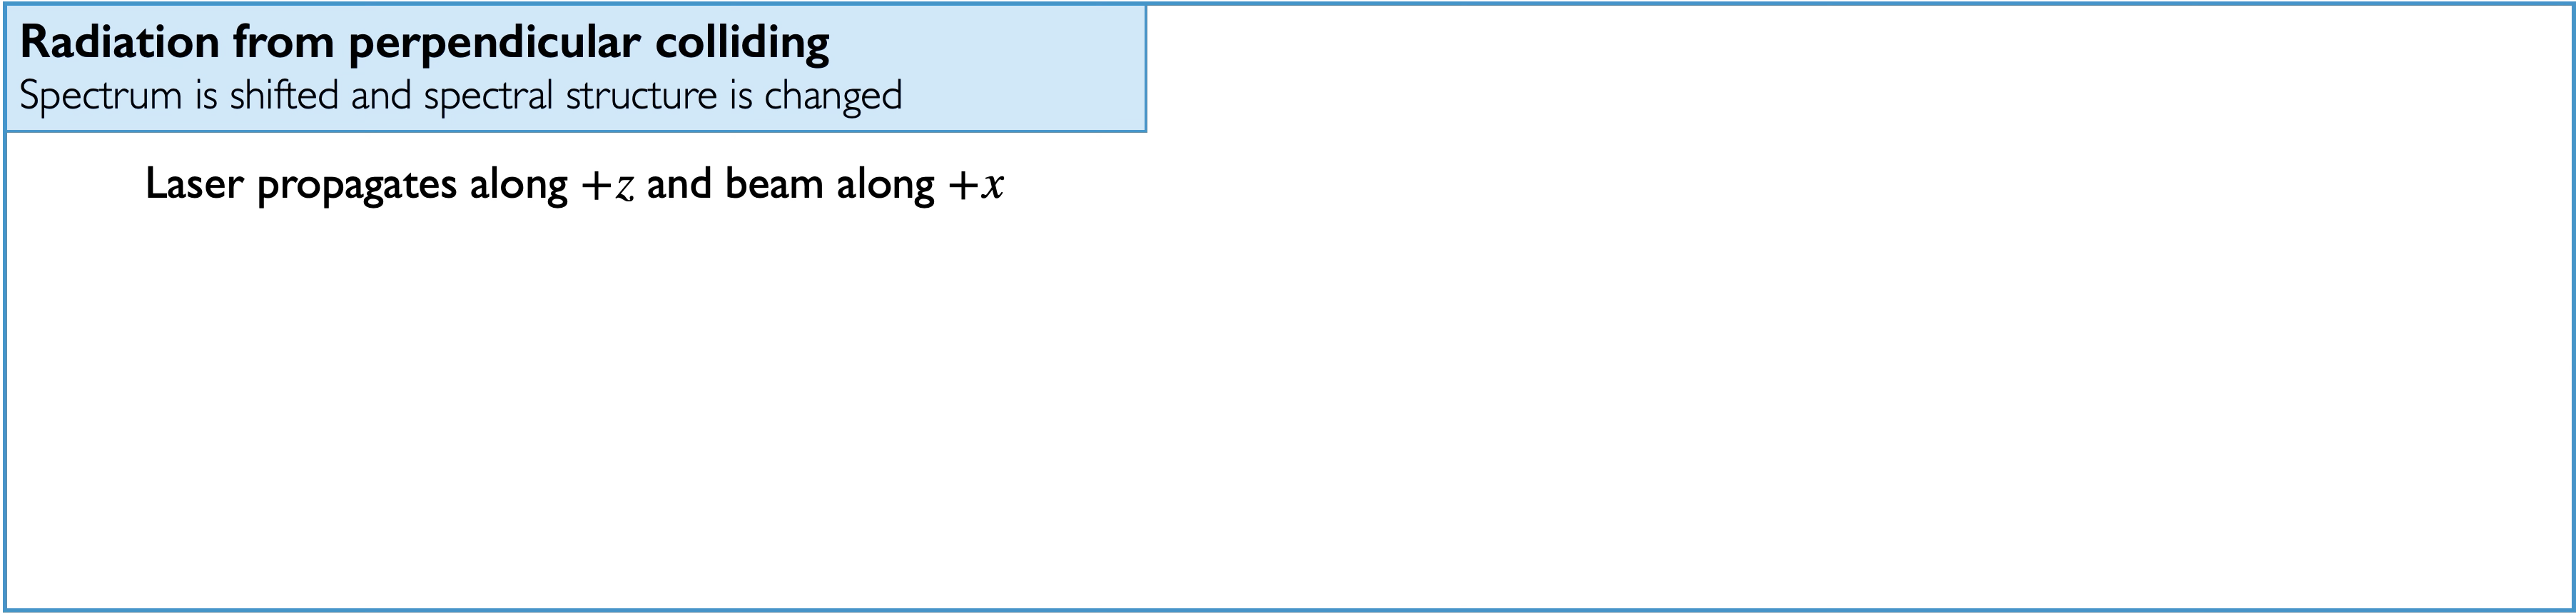 Radiation from perpendicular colliding
Spectrum is shifted and spectral structure is changed
Laser propagates along +z and beam along +x